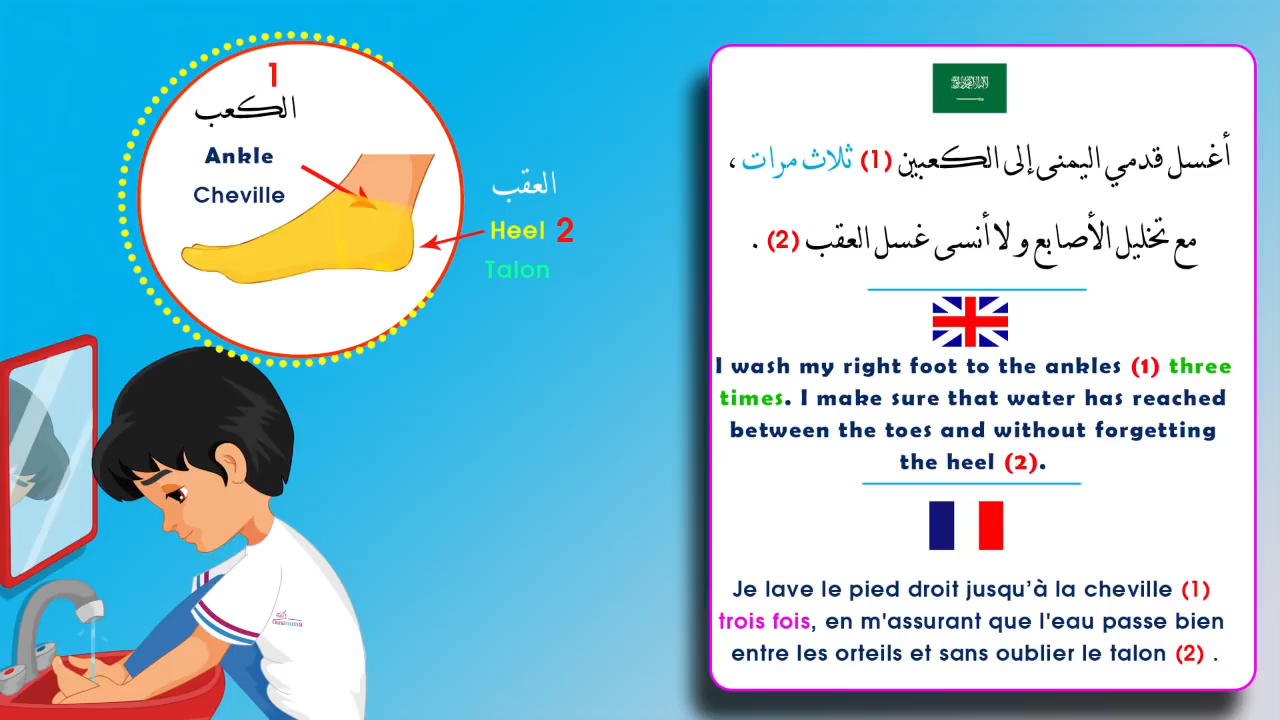 1
الكعب
Ankle
Cheville
العقب
Heel 2
Talon
أغسل قدمي اليمنى إلى الكعبين (1) ثلاث مرات ،
مع تخليل الأصابع و لا أنسى غسل العقب (2) .
I wash my right foot to the ankles (1) three
times. I make sure that water has reached
between the toes and without forgetting
the heel (2).
Je lave le pied droit jusqu’à la cheville (1)
trois fois, en m'assurant que l'eau passe bien
entre les orteils et sans oublier le talon (2) .